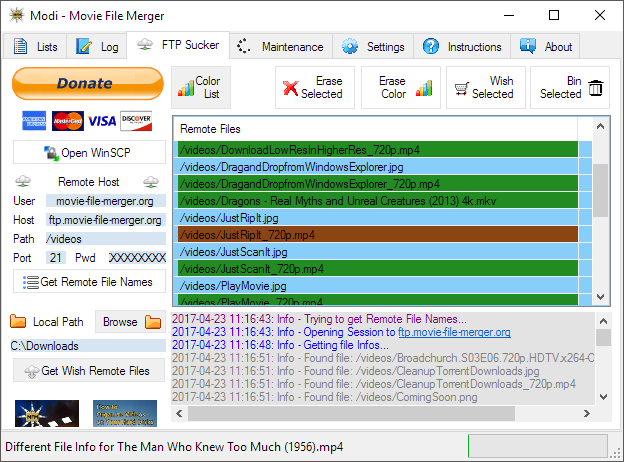 Modi - Movie File Merger
Lists
Log
FTP Sucker
Maintenance
Settings
Instructions
About
Donate
AMERICAN EXPRESS
MasterCard
VISA
DISCOVER
Open WinSCP
Remote Host
User movie-file-merger.org
Host ftp.movie-file-merger.org
Path /videos
Port 21 Pwd XXXXXXXX
Get Remote File Names
Local Path
Browse
C:\Downloads
Get Wish Remote Files
Color List
Erase Selected
Erase Color
Wish Selected
Bin Selected
Remote Files
/videos/DownloadLowResInHigherRes_720p.mp4
/videos/DragandDropfromWindowsExplorer.jpg
/videos/DragandDropfromWindowsExplorer_720p.mp4
/videos/Dragons - Real Myths and Unreal Creatures (2013) 4k.mkv
/videos/JustRipIt.jpg
/videos/JustRipIt_720p.mp4
/videos/JustScanIt.jpg
/videos/JustScanIt_720p.mp4
/videos/PlayMovie.jpg
/videos/PlayMovie_720p.mp4
2017-04-23 11:16:43: Info - Trying to get Remote File Names...
2017-04-23 11:16:43: Info - Opening Session to ftp.movie-file-merger.org
2017-04-23 11:16:48: Info - Getting file Infos...
2017-04-23 11:16:51: Info - Found file: /videos/Broadchurch.S03E06.720p.HDTV.x264-
2017-04-23 11:16:51: Info - Found file: /videos/CleanupTorrentDownloads.jpg
2017-04-23 11:16:51: Info - Found file: /videos/CleanupTorrentDownloads_720p.mp4
2017-04-23 11:16:51: Info - Found file: /videos/ComingSoon.png
Different File Info for The Man Who Knew Too Much (1956).mp4